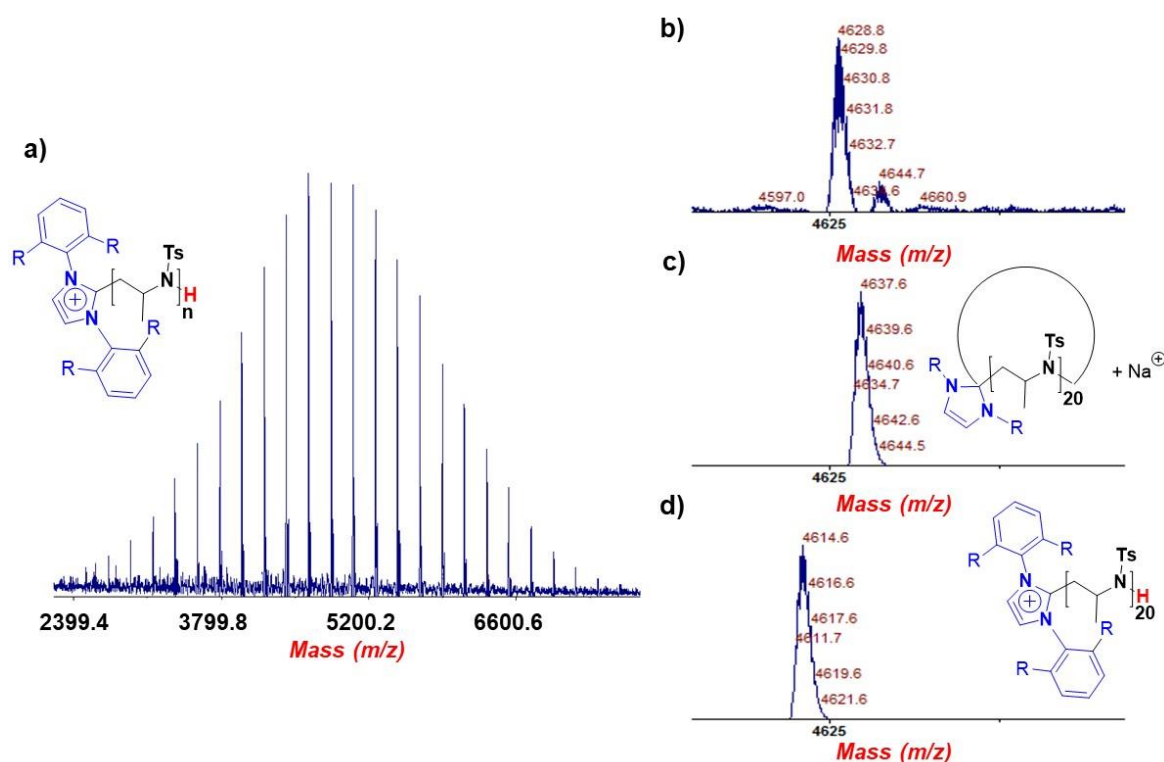 a)
R
R
Ts
N
N
+
H
n
N
R
R
2399.4 3799.8 5200.2 6600.6
Mass (m/z)
b)
4628.8
4629.8
4630.8
4631.8
4632.7
4644.7
4597.0
4660.9
4625
Mass (m/z)
c)
4637.6
4639.6
4640.6
4634.7
4642.6
4644.5
4625
Ts
R
N
N
20
N
R
+ Na+
Mass (m/z)
d)
4614.6
4616.6
4617.6
4611.7
4619.6
4621.6
4625
R
R
Ts
N
N
+
H
20
N
R
R
Mass (m/z)